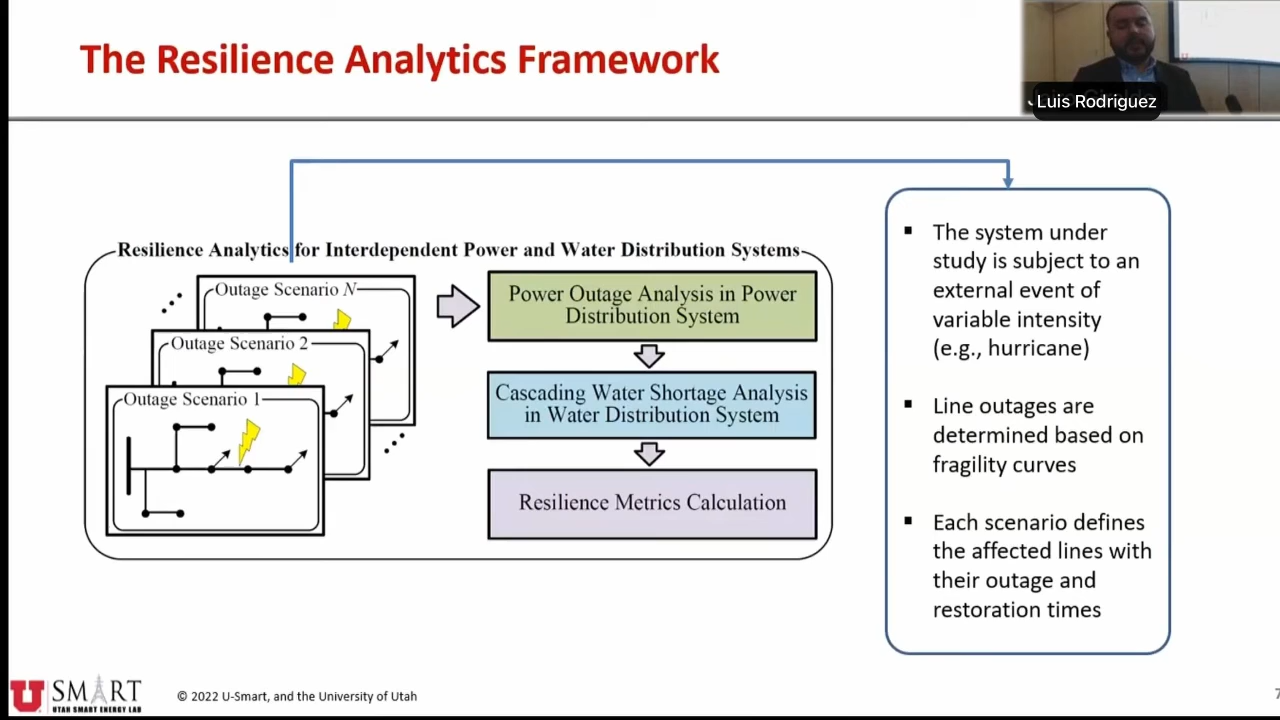 The Resilience Analytics Framework
Luis Rodriguez
Resilience Analytics for Interdependent Power and Water Distribution Systems
Outage Scenario N
Outage Scenario 2
Outage Scenario 1
Power Outage Analysis in Power
Distribution System
Cascading Water Shortage Analysis
in Water Distribution System
Resilience Metrics Calculation
▪ The system under
study is subject to an
external event of
variable intensity
(e.g., hurricane)
▪ Line outages are
determined based on
fragility curves
▪ Each scenario defines
the affected lines with
their outage and
restoration times
U SMART
UTAH SMART ENERGY LAB
© 2022 U-Smart, and the University of Utah
7